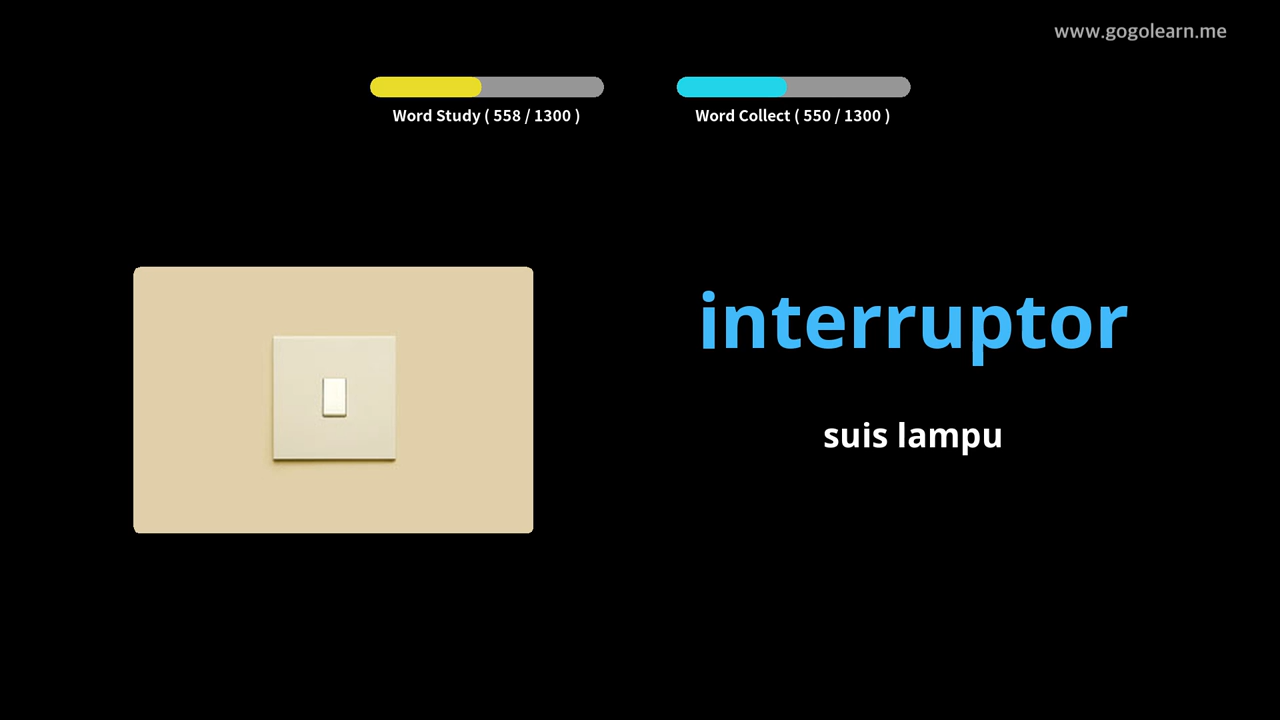 www.gogolearn.me
Word Study ( 558 / 1300 )
Word Collect ( 550 / 1300 )
interruptor
suis lampu